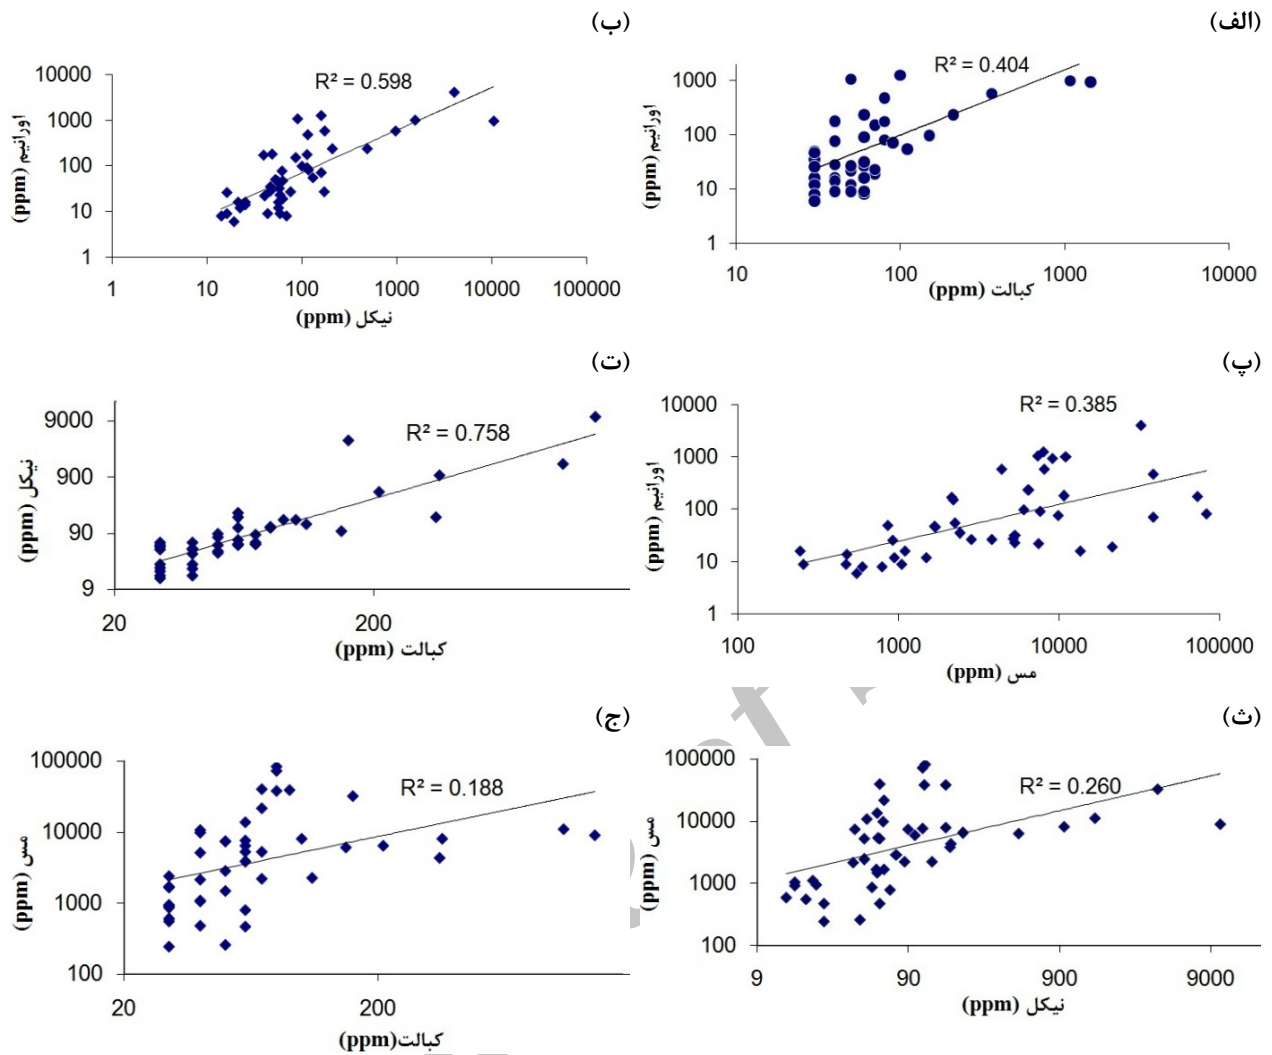 (الف)
R² = 0.404
1000
100
10
1
10 100 1000 10000
اورانیم (ppm)
کبالت (ppm)
(ب)
R² = 0.598
10000
1000
100
10
1
1 10 100 1000 10000 100000
اورانیم (ppm)
نیکل (ppm)
(پ)
R² = 0.385
10000
1000
100
10
1
100 1000 10000 100000
اورانیم (ppm)
مس (ppm)
(ت)
R² = 0.758
9000
900
90
9
20 200
نیکل (ppm)
کبالت (ppm)
(ث)
R² = 0.260
100000
10000
1000
100
9 90 900 9000
مس (ppm)
نیکل (ppm)
(ج)
R² = 0.188
100000
10000
1000
100
20 200
مس (ppm)
کبالت(ppm)